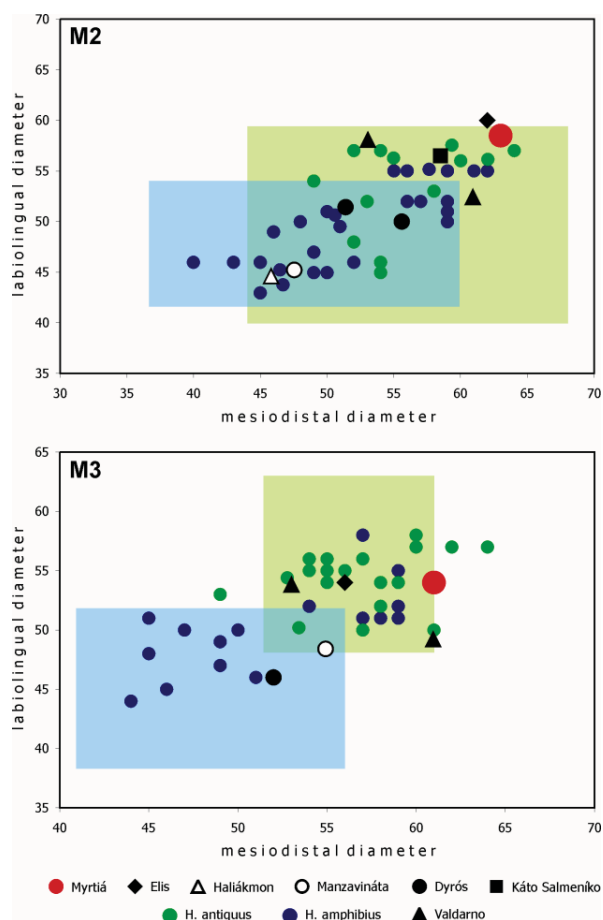 M2
70
65
60
55
50
45
40
35
labiolingual diameter
30 35 40 45 50 55 60 65 70
mesiodistal diameter
M3
65
60
55
50
45
40
35
labiolingual diameter
40 45 50 55 60 65 70
mesiodistal diameter
Myrtiá Elis Haliákmon Manzavináta Dyrós Káto Salmeníko
H. antiquus H. amphibius Valdarno